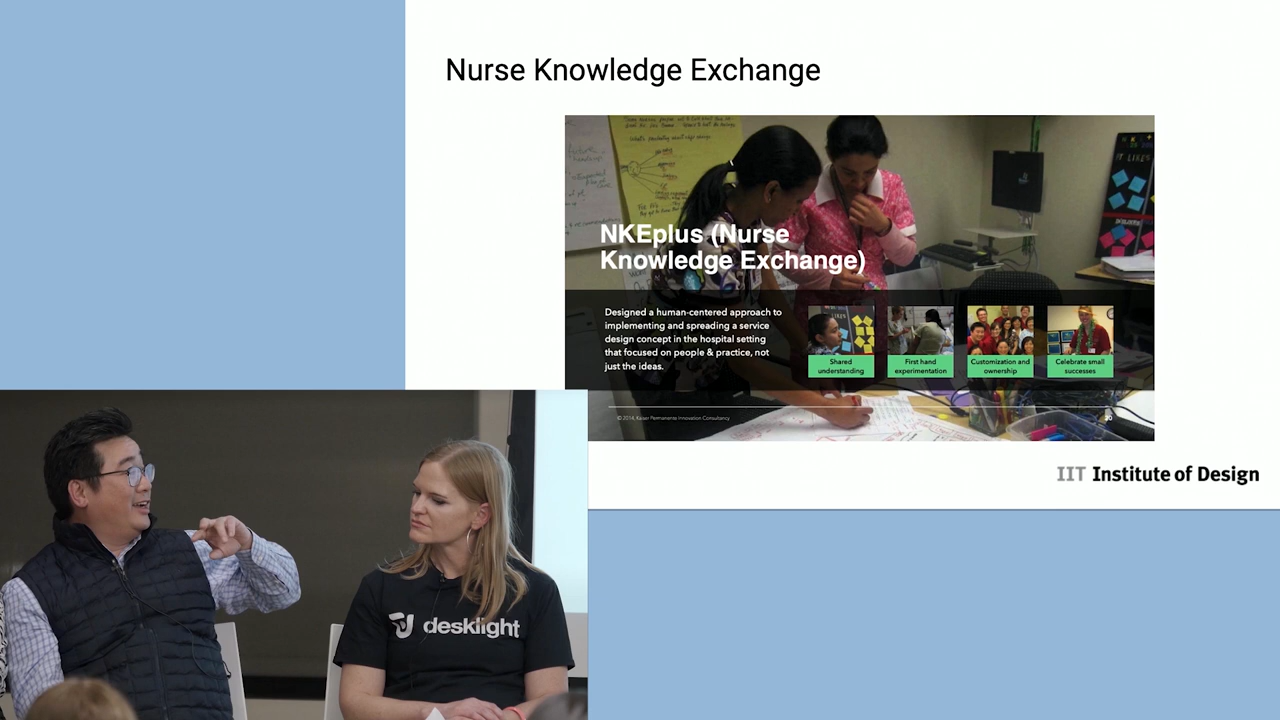 Nurse Knowledge Exchange
NKEplus (Nurse
Knowledge Exchange)
Designed a human-centered approach to
implementing and spreading a service
design concept in the hospital setting
that focused on people & practice, not
just the ideas.
Shared
understanding
First hand
experimentation
Customization and
ownership
Celebrate small
successes
© 2014, Kaiser Permanente Innovation Consultancy
20
IIT Institute of Design
desklight